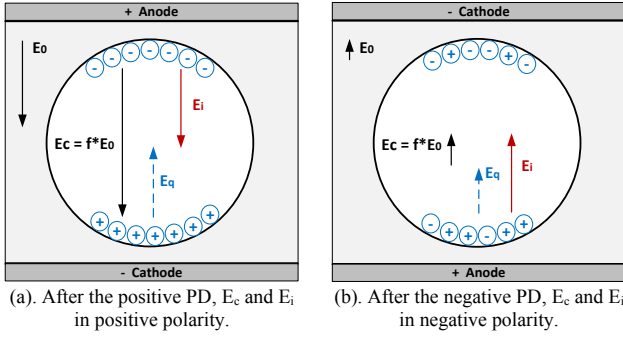 + Anode
E0
- - - - - - -
Ei
Ec = f*E0
Eq
+ + + + + + +
- Cathode
(a). After the positive PD, Ec and Ei
in positive polarity.
- Cathode
E0
- + - - + -
Ec = f*E0
Eq
Ei
- + + - + +
+ Anode
(b). After the negative PD, Ec and Ei
in negative polarity.